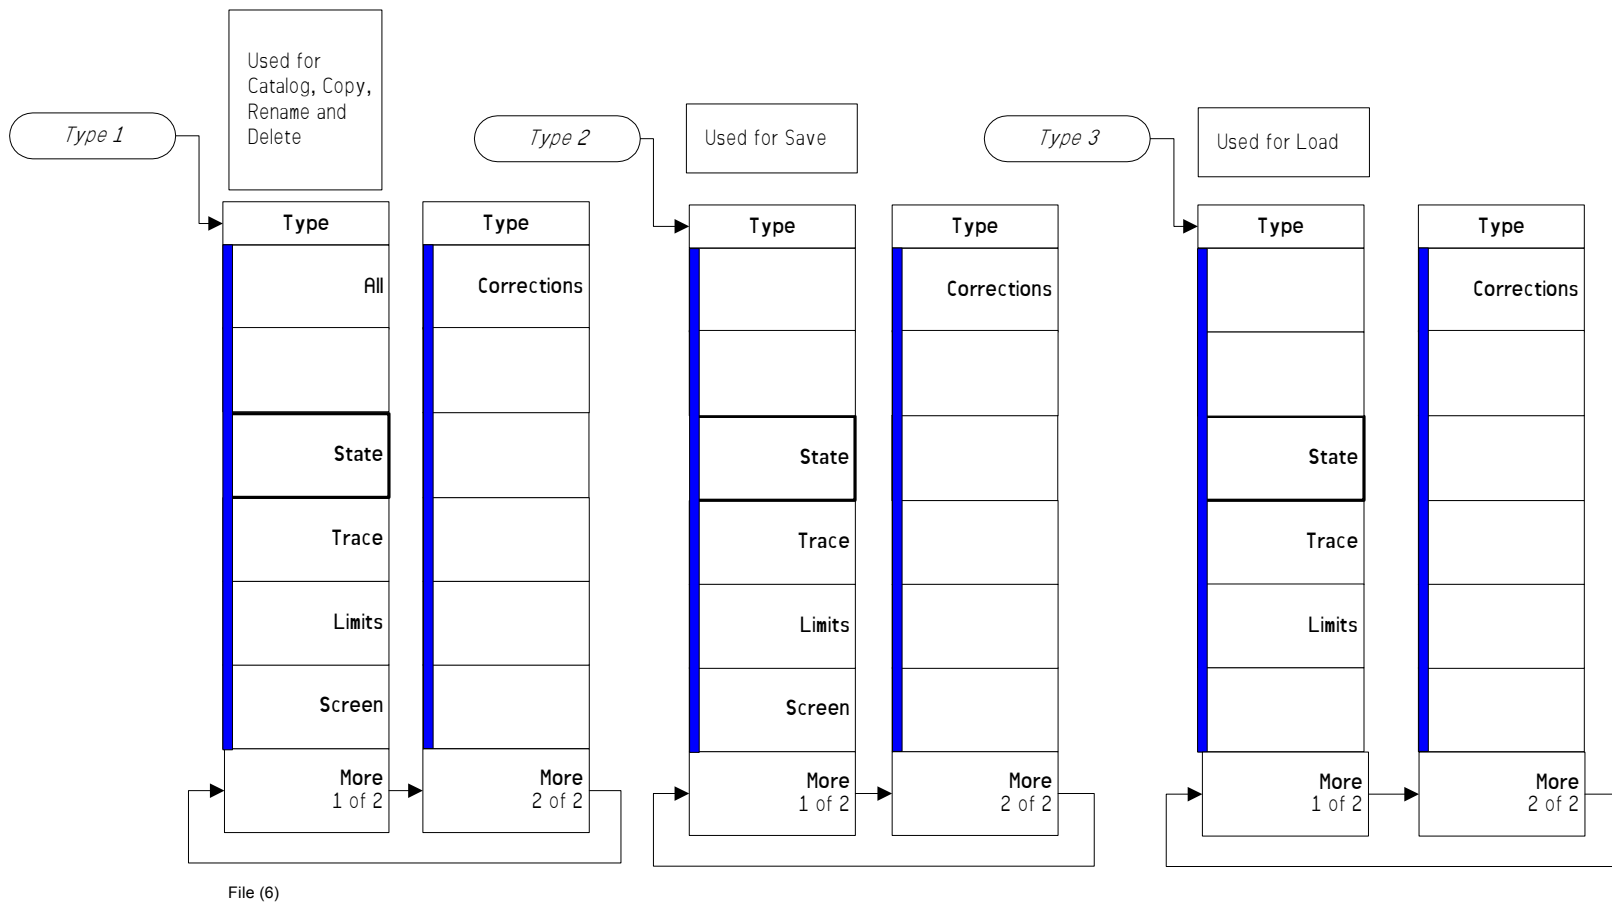 Used for
Catalog, Copy,
Rename and
Delete
Type 1
Type
All
State
Trace
Limits
Screen
More
1 of 2
Type
Corrections
More
2 of 2
Type 2
Used for Save
Type
State
Trace
Limits
Screen
More
1 of 2
Type
Corrections
More
2 of 2
Type 3
Used for Load
Type
State
Trace
Limits
More
1 of 2
Type
Corrections
More
2 of 2
File (6)